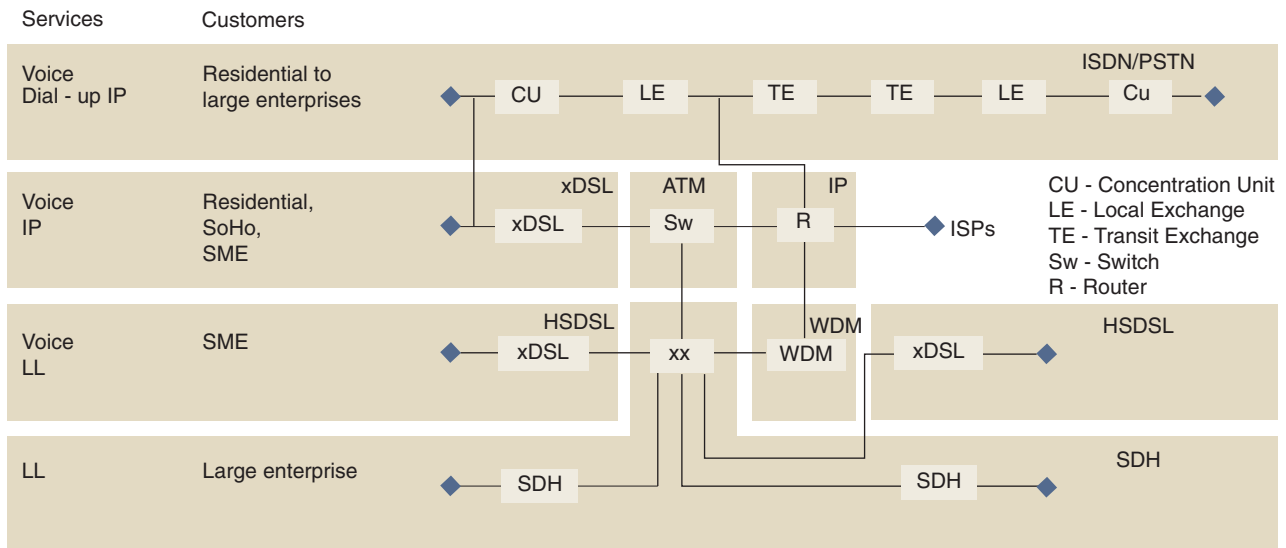 Services Customers
Voice
Dial - up IP
Residential to
large enterprises
ISDN/PSTN
CU LE TE TE LE Cu
Voice
IP
Residential,
SoHo,
SME
xDSL ATM IP
xDSL Sw R ISPs
CU - Concentration Unit
LE - Local Exchange
TE - Transit Exchange
Sw - Switch
R - Router
Voice
LL
SME
HSDSL WDM HSDSL
xDSL xx WDM xDSL
LL
Large enterprise
SDH
SDH SDH